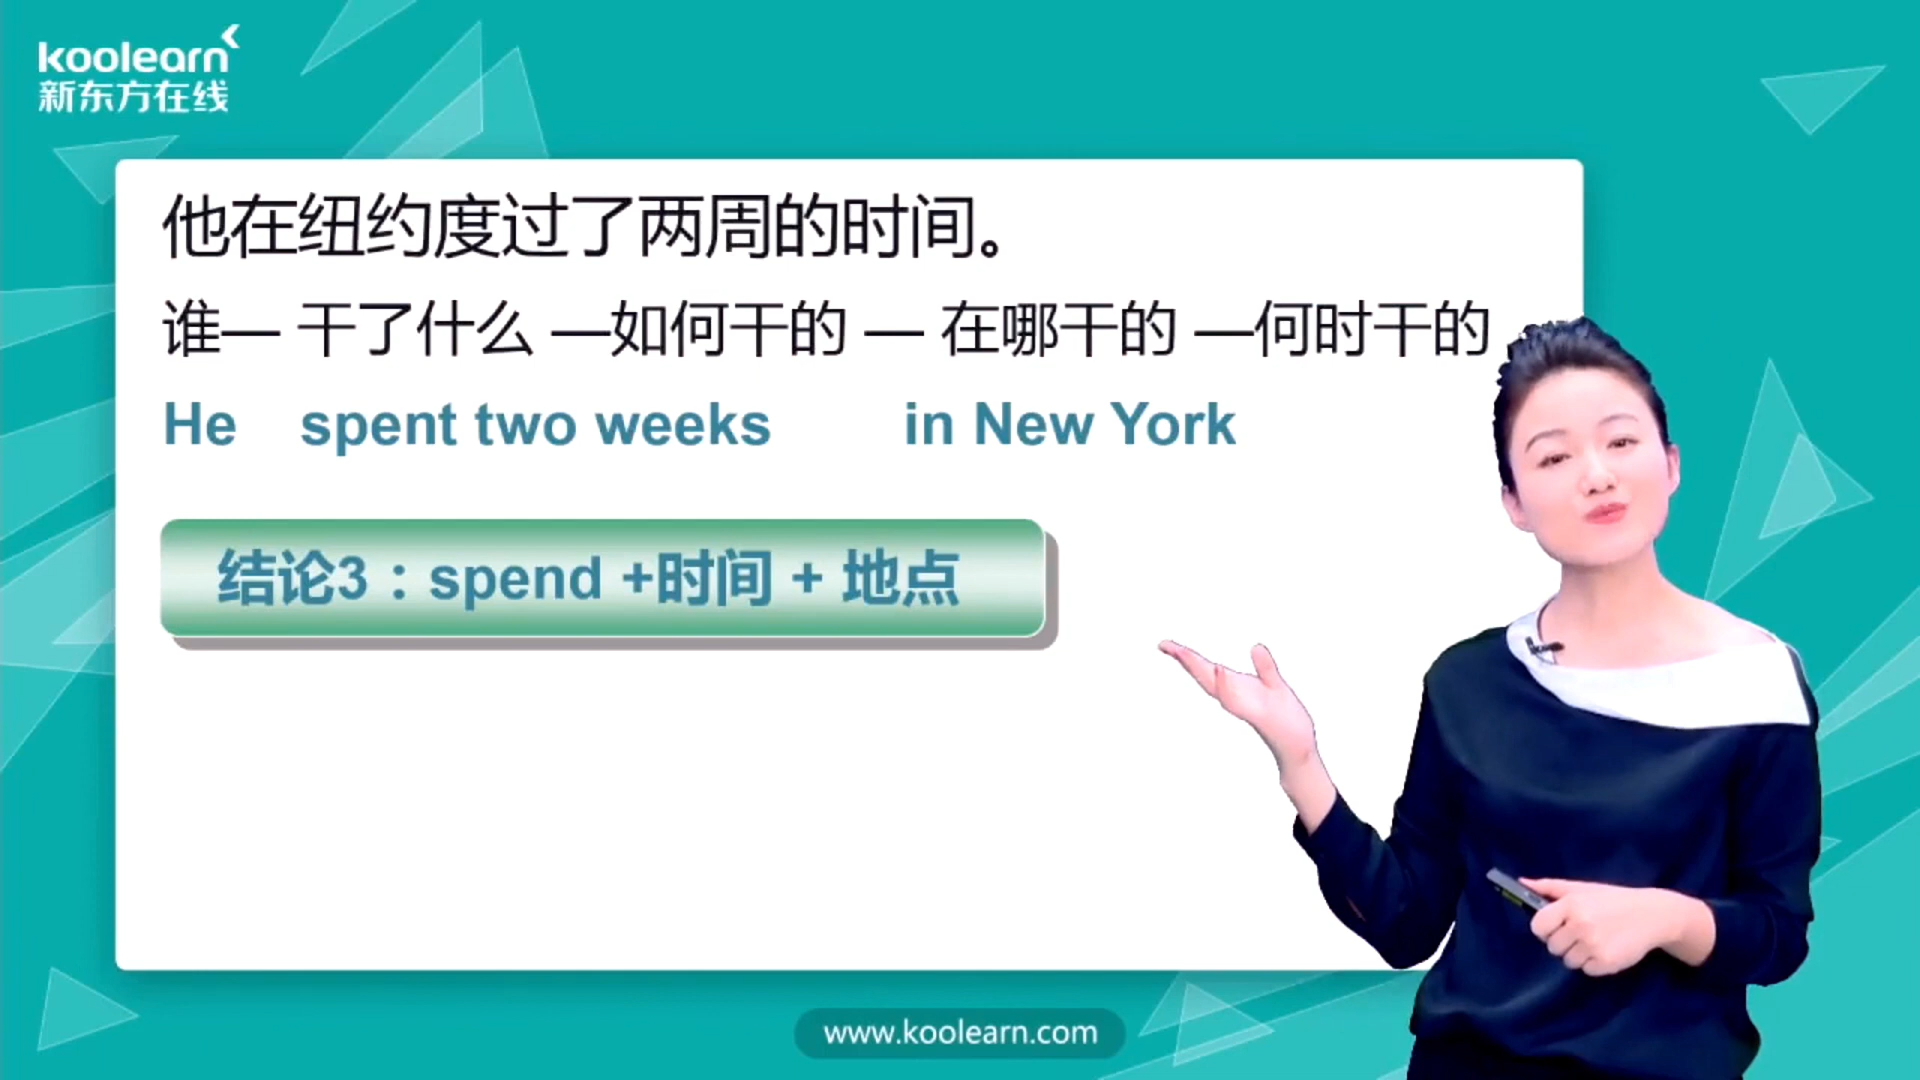 koolearn
新东方在线
他在纽约度过了两周的时间。
谁— 干了什么 —如何干的 — 在哪干的 —何时干的
He spent two weeks in New York
结论3：spend +时间 + 地点
www.koolearn.com